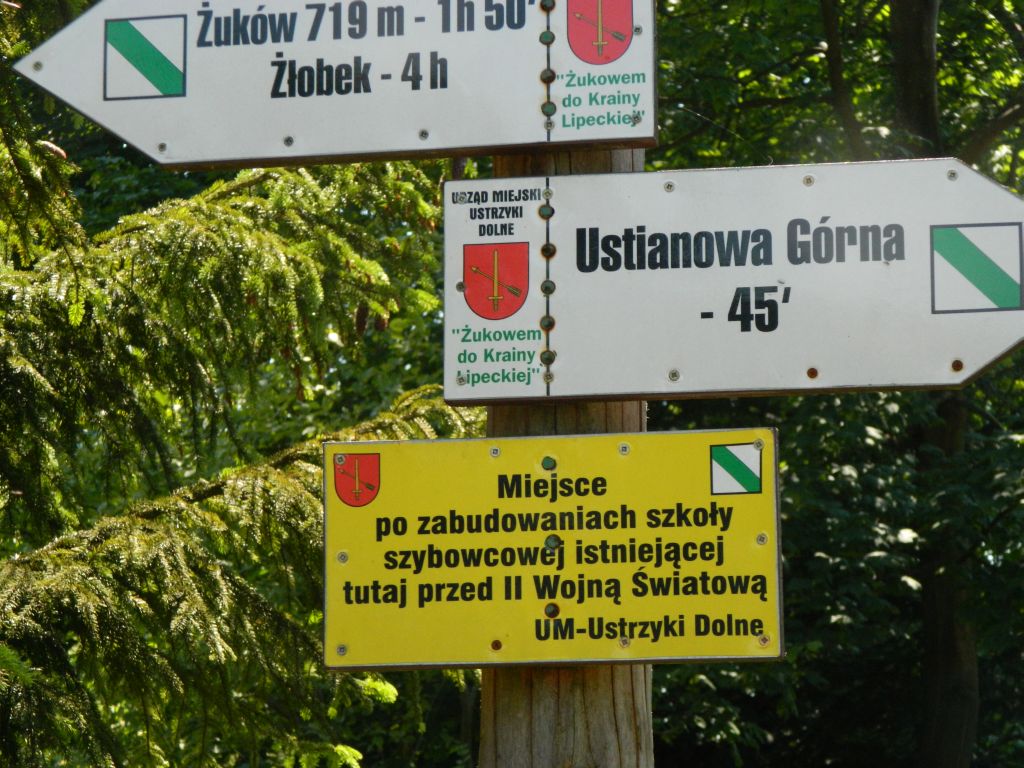 Żuków 719 m - 1h 50'
Żłobek - 4 h
"Żukowem
do Krainy
Lipeckiej"
URZĄD MIEJSKI
USTRZYKI
DOLNE
"Żukowem
do Krainy
Lipeckiej"
Ustianowa Górna
- 45'
Miejsce
po zabudowaniach szkoły
szybowcowej istniejącej
tutaj przed II Wojną Światową
UM-Ustrzyki Dolne